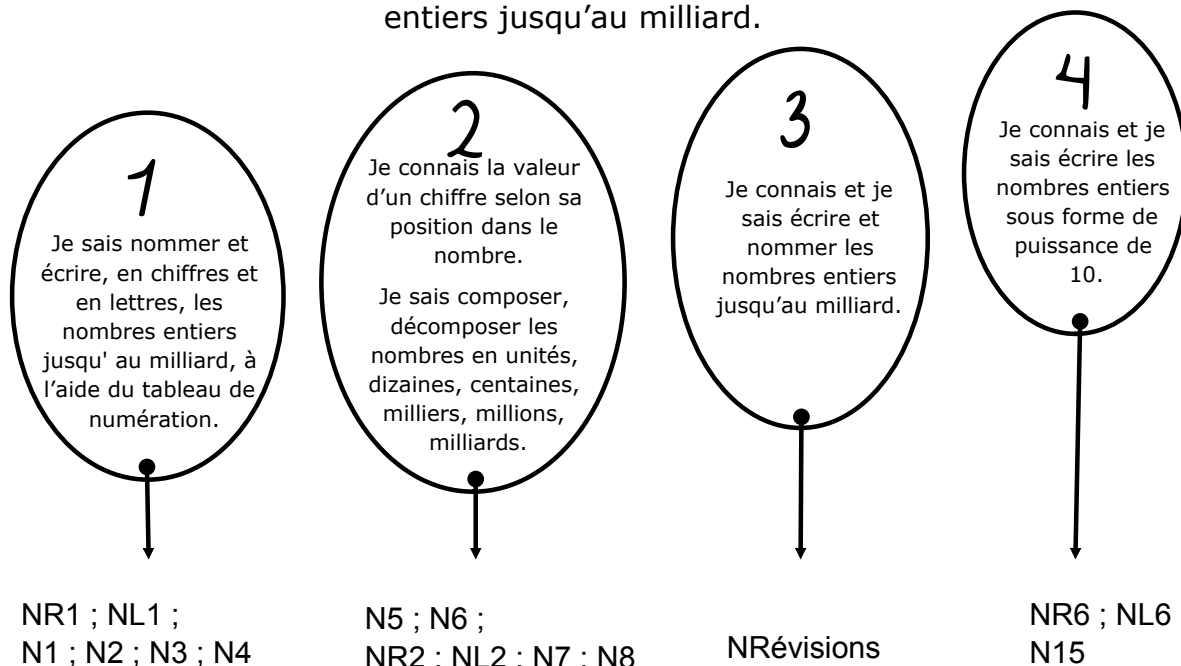 entiers jusqu'au milliard.
1
Je sais nommer et
écrire, en chiffres et
en lettres, les
nombres entiers
jusqu' au milliard, à
l'aide du tableau de
numération.
NR1 ; NL1 ;
N1 ; N2 ; N3 ; N4
2
Je connais la valeur
d'un chiffre selon sa
position dans le
nombre.
Je sais composer,
décomposer les
nombres en unités,
dizaines, centaines,
milliers, millions,
milliards.
N5 ; N6 ;
NR2 ; NL2 ; N7 ; N8
3
Je connais et je
sais écrire et
nommer les
nombres entiers
jusqu'au milliard.
NRévisions
4
Je connais et je
sais écrire les
nombres entiers
sous forme de
puissance de
10.
NR6 ; NL6
N15